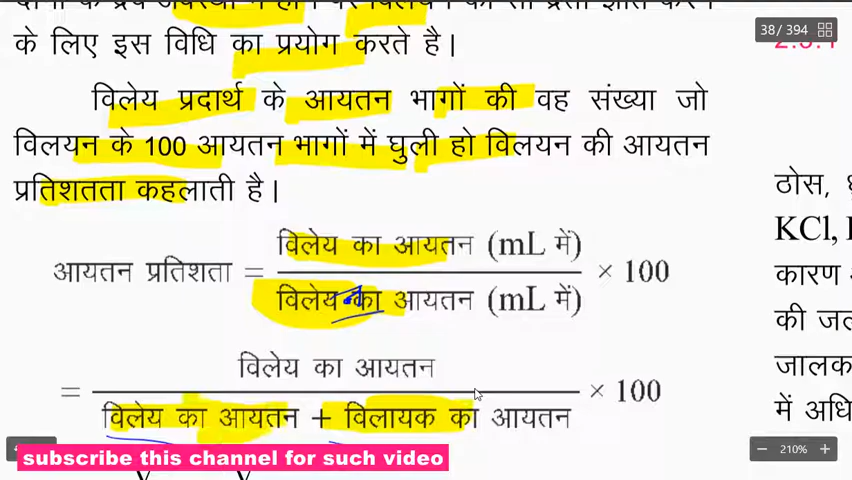 के लिए इस विधि का प्रयोग करते है।
38 / 394
विलेय प्रदार्थ के आयतन भागों की वह संख्या जो
विलयन के 100 आयतन भागों में घुली हो विलयन की आयतन
प्रतिशतता कहलाती है।
आयतन प्रतिशता = विलेय का आयतन (mL में) / विलेय का आयतन (mL में) × 100
= विलेय का आयतन / विलेय का आयतन + विलायक का आयतन × 100
ठोस,
KCl,
कारण
की जल
जालक
में अधि
210%
subscribe this channel for such video